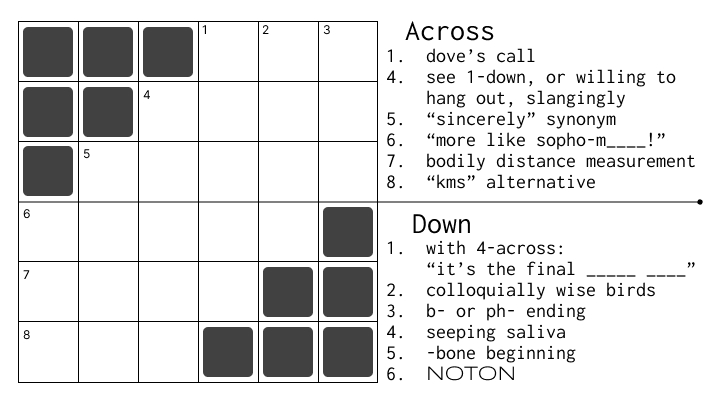 1 2 3
4
5
6
7
8
Across
1. dove's call
4. see 1-down, or willing to
hang out, slangingly
5. “sincerely” synonym
6. “more like sopho-m____!”
7. bodily distance measurement
8. “kms” alternative
Down
1. with 4-across:
“it's the final _____ ____”
2. colloquially wise birds
3. b- or ph- ending
4. seeping saliva
5. -bone beginning
6. NOTON